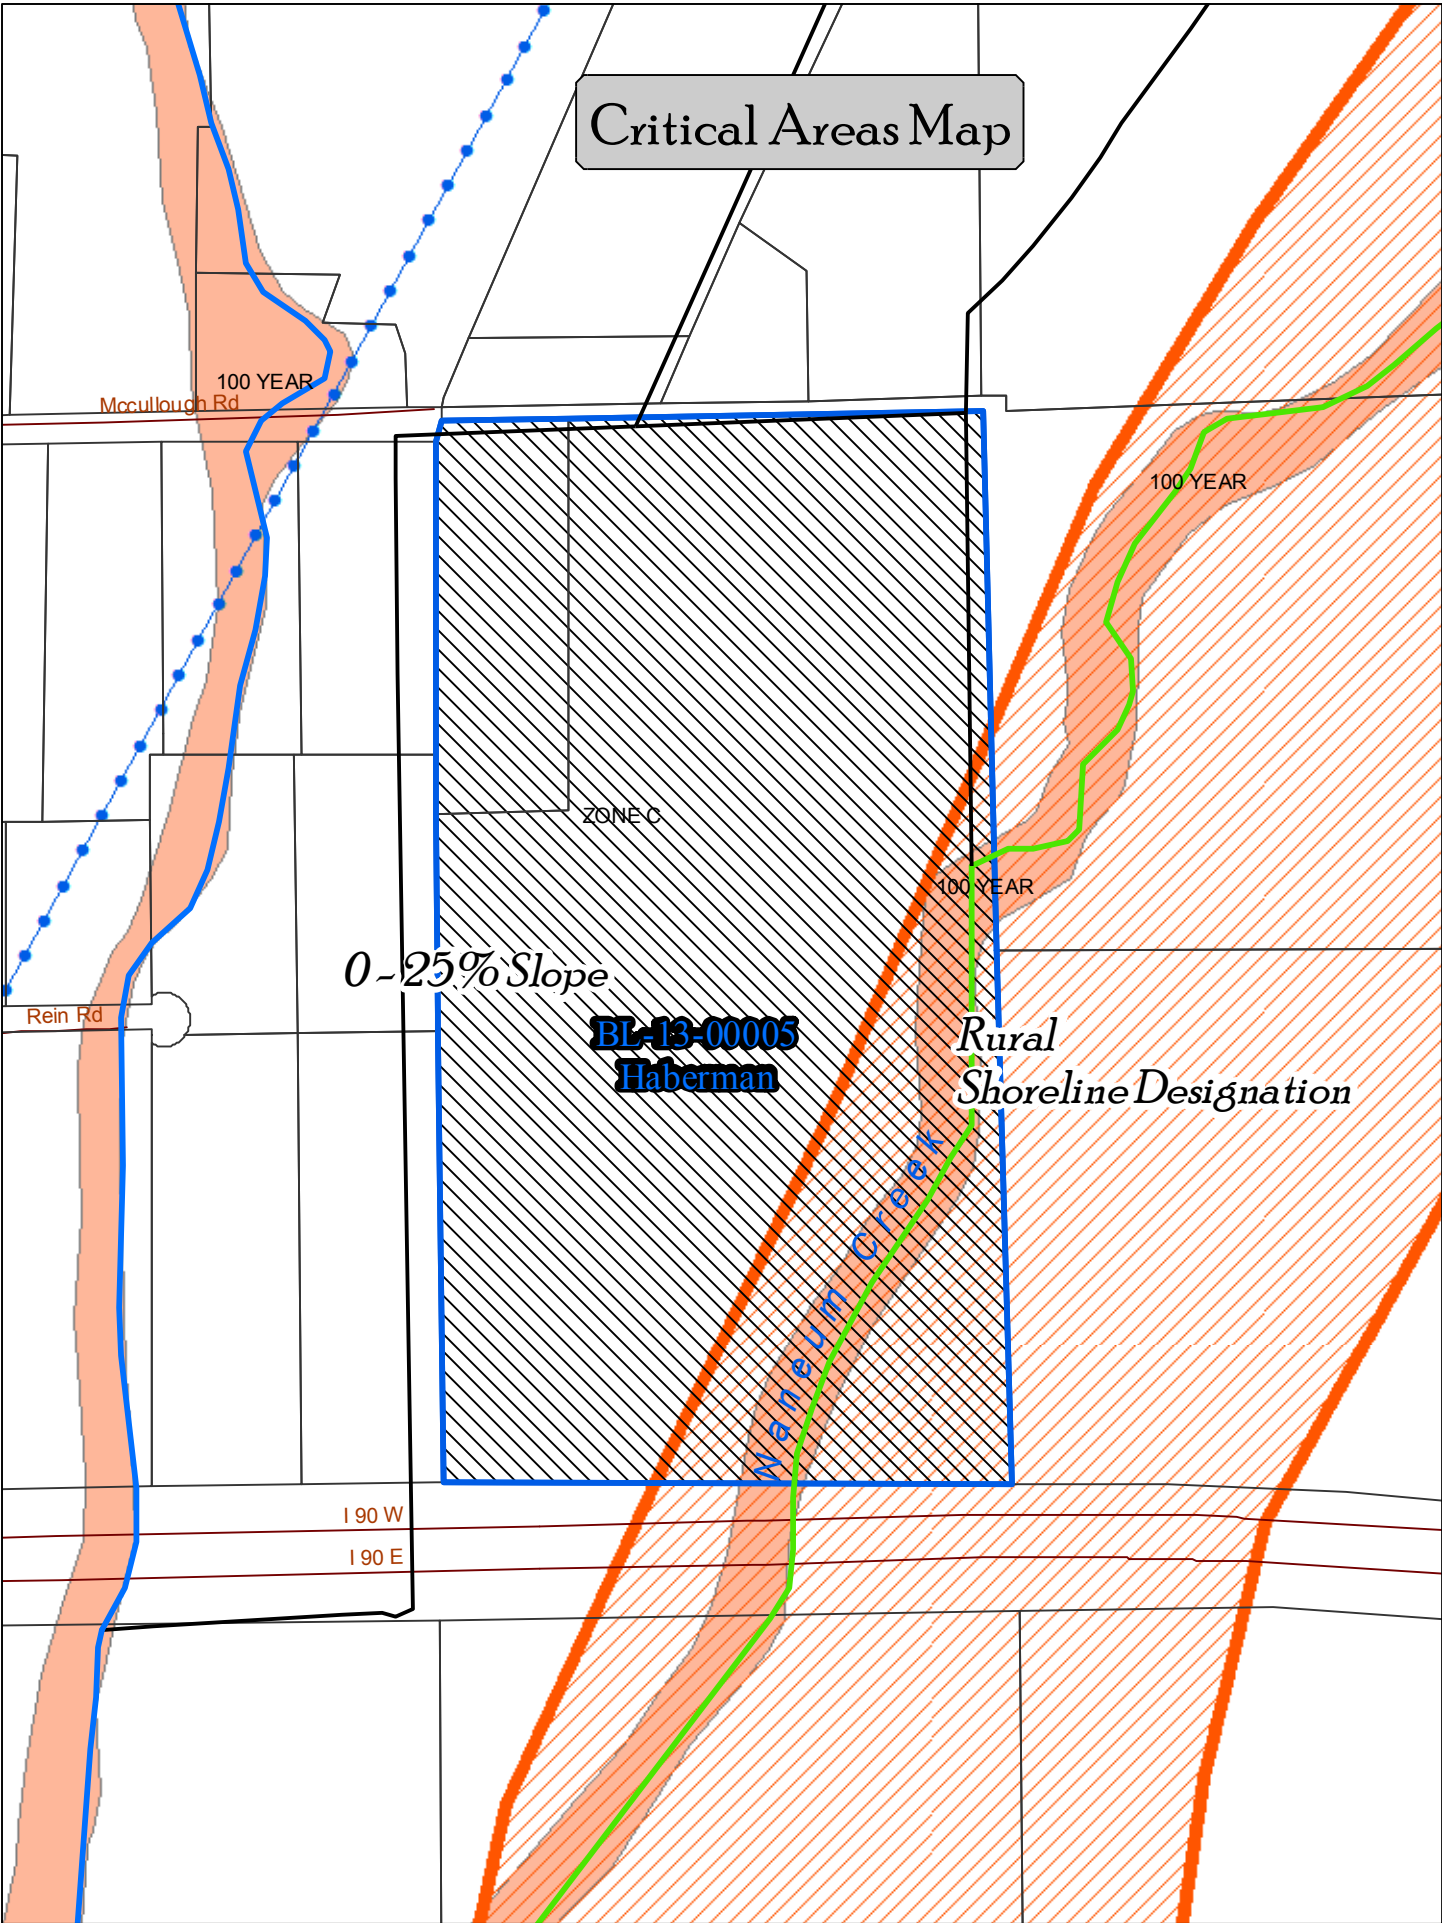 Critical Areas Map
100 YEAR
Mccullough Rd
100 YEAR
ZONE C
100 YEAR
0~25% Slope
Rein Rd
BL-13-00005
Haberman
Rural
Shoreline Designation
Naneum Creek
I 90 W
I 90 E